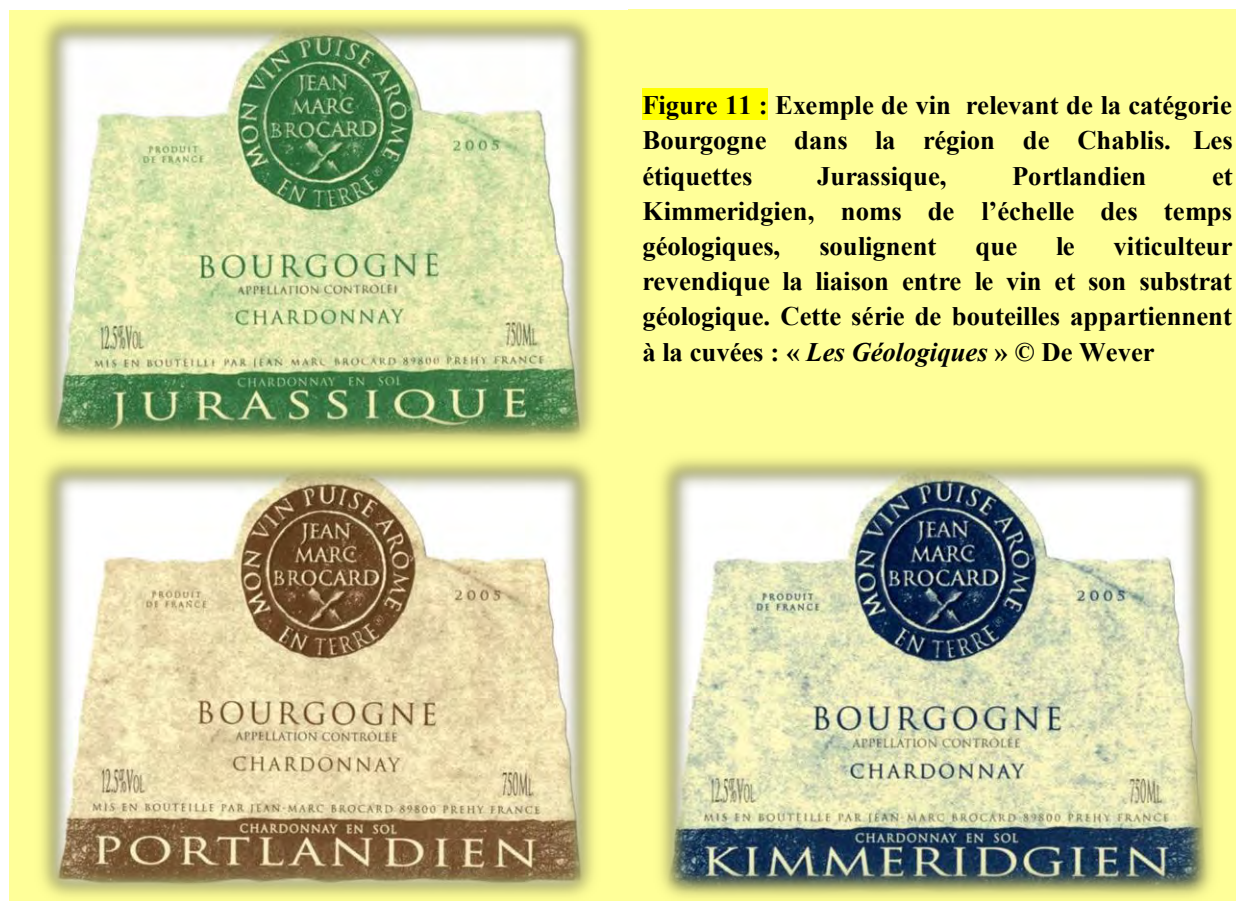 MON VIN PUISE ARÔME EN TERRE®
JEAN
MARC
BROCARD
PRODUIT
DE FRANCE
2005
BOURGOGNE
APPELLATION CONTROLÉE
CHARDONNAY
12.5%VOL
750ML
MIS EN BOUTEILLE PAR JEAN-MARC BROCARD 89800 PREHY FRANCE
CHARDONNAY EN SOL
JURASSIQUE
Figure 11 : Exemple de vin relevant de la catégorie
Bourgogne dans la région de Chablis. Les
étiquettes Jurassique, Portlandien et
Kimmeridgien, noms de l’échelle des temps
géologiques, soulignent que le viticulteur
revendique la liaison entre le vin et son substrat
géologique. Cette série de bouteilles appartiennent
à la cuvées : « Les Géologiques » © De Wever
MON VIN PUISE ARÔME EN TERRE®
JEAN
MARC
BROCARD
PRODUIT
DE FRANCE
2005
BOURGOGNE
APPELLATION CONTROLÉE
CHARDONNAY
12.5%VOL
750ML
MIS EN BOUTEILLE PAR JEAN-MARC BROCARD 89800 PREHY FRANCE
CHARDONNAY EN SOL
PORTLANDIEN
MON VIN PUISE ARÔME EN TERRE®
JEAN
MARC
BROCARD
PRODUIT
DE FRANCE
2005
BOURGOGNE
APPELLATION CONTROLÉE
CHARDONNAY
12.5%VOL
750ML
MIS EN BOUTEILLE PAR JEAN-MARC BROCARD 89800 PREHY FRANCE
CHARDONNAY EN SOL
KIMMERIDGIEN